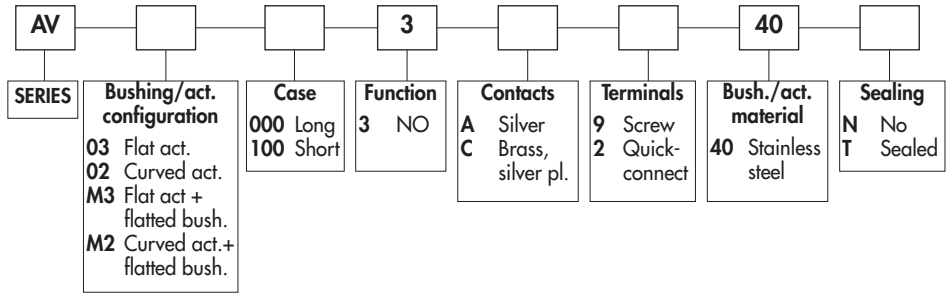 AV 3 40
SERIES
Bushing/act.
configuration
03 Flat act.
02 Curved act.
M3 Flat act +
flatted bush.
M2 Curved act.+
flatted bush.
Case
000 Long
100 Short
Function
3 NO
Contacts
A Silver
C Brass,
silver pl.
Terminals
9 Screw
2 Quick-
connect
Bush./act.
material
40 Stainless
steel
Sealing
N No
T Sealed